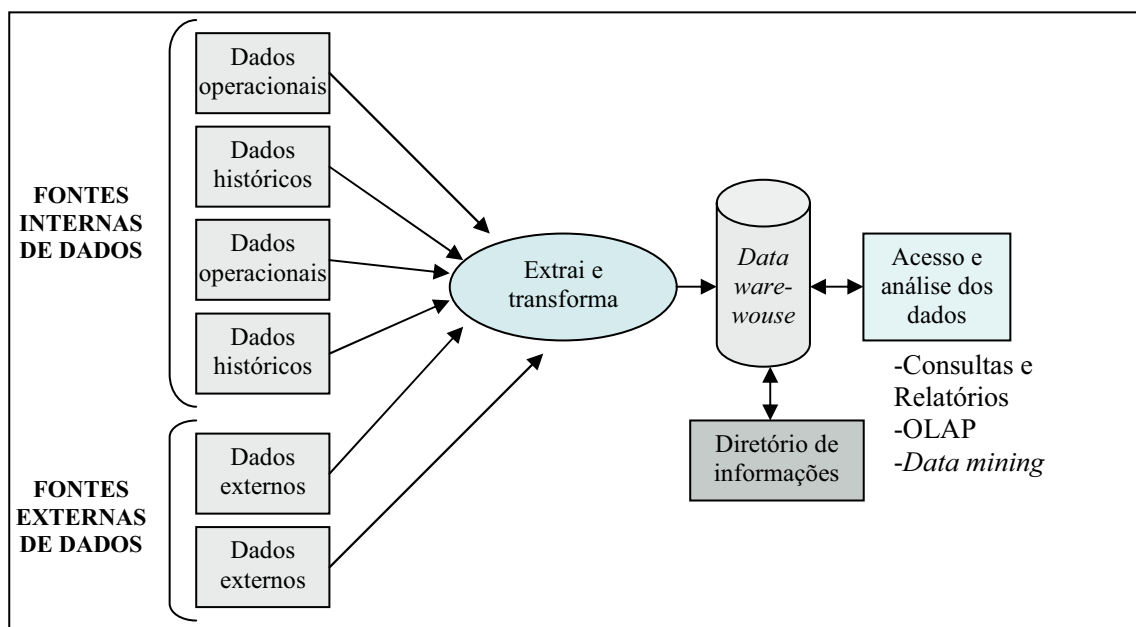 FONTES
INTERNAS
DE DADOS
Dados
operacionais
Dados
históricos
Dados
operacionais
Dados
históricos
FONTES
EXTERNAS
DE DADOS
Dados
externos
Dados
externos
Extrai e
transforma
Data
ware-
wouse
Diretório de
informações
Acesso e
análise dos
dados
-Consultas e
Relatórios
-OLAP
-Data mining